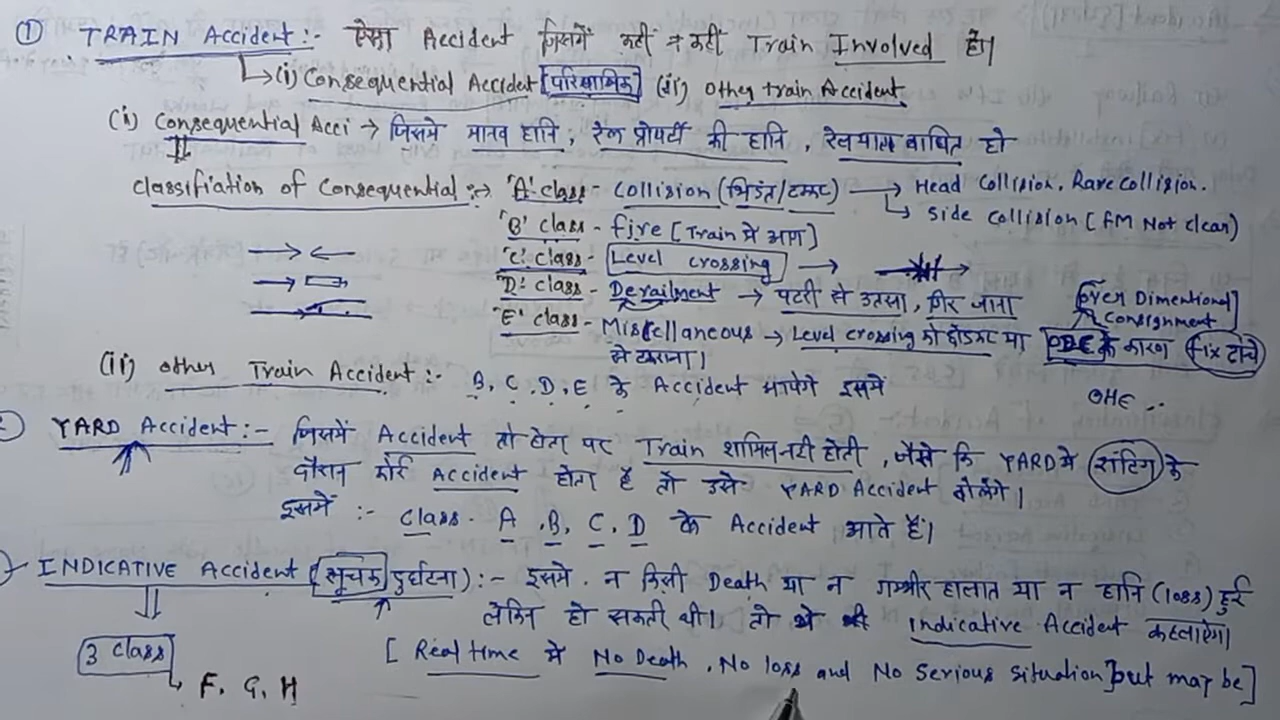 ① TRAIN Accident :- ऐसा Accident जिसमें कहीं न कहीं Train Involved हो।
↳ (i) Consequential Accident [परिणामिक] (ii) Other train Accident.
(i) Consequential Acci → जिसमे मानव हानि, रेल प्रोपर्टी की हानि, रेलयातायात बाधित हो
Classifiation of Consequential :→ 'A' class - Collision (भिडंत/टक्कर) → Head Collision, Rare Collision.
↳ Side Collision [FM Not clear)
'B' class - fire [Train मे आग]
'C' class - Level crossing →
'D' class - Derailment → पटरी से उतरना, गिर जाना
[Over Dimentional Consignment]
'E' class - Miscellaneous → Level crossing को छोडकर या ODC के कारण fix ढांचे
से टकराना।
OHE
(ii) Other Train Accident :- B, C, D, E के Accident आयेगे इसमे
YARD Accident :- जिसमें Accident तो होता पर Train शामिल नही होती, जैसे कि YARD मे शंटिंग के
दौरान कोई Accident होता है तो उसे YARD Accident बोलेंगे।
इसमें :- Class. A, B, C, D के Accident आते हैं।
INDICATIVE Accident (सूचक दुर्घटना) :- इसमे न किसी Death या न गम्भीर हालात या न हानि (loss) हुई
लेकिन हो सकती थी। तो Indicative Accident कहलाऐगा।
3 class
[Real time मे No Death, No loss and No Serious situation] but may be]
F. G. H